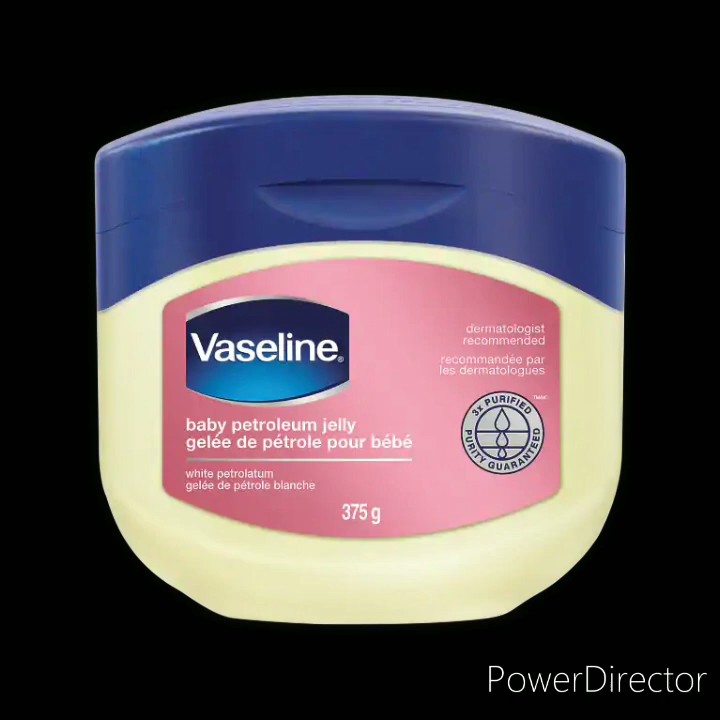 Vaseline®
baby petroleum jelly
gelée de pétrole pour bébé
white petrolatum
gelée de pétrole blanche
375 g
dermatologist
recommended
recommandée par
les dermatologues
3x PURIFIED
PURITY GUARANTEED
PowerDirector